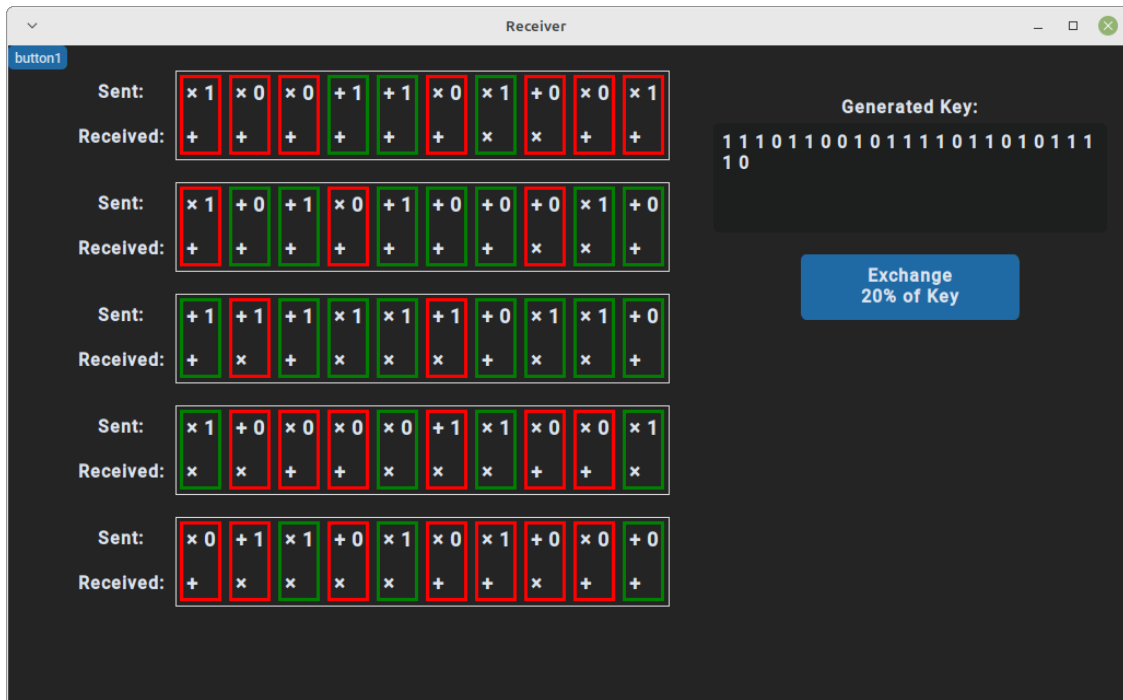 Receiver
button1
Sent: × 1 × 0 × 0 + 1 + 1 × 0 × 1 + 0 × 0 × 1
Received: + + + + + + × × + +
Sent: × 1 + 0 + 1 × 0 + 1 + 0 + 0 + 0 × 1 + 0
Received: + + + + + + + × × +
Sent: + 1 + 1 + 1 × 1 × 1 + 1 + 0 × 1 × 1 + 0
Received: + × + × × × + × × +
Sent: × 1 + 0 × 0 × 0 × 0 + 1 × 1 × 0 × 0 × 1
Received: × × + + × × × + + ×
Sent: × 0 + 1 × 1 + 0 × 1 × 0 × 1 + 0 × 0 + 0
Received: + × × × × + + × + +
Generated Key:
1 1 1 0 1 1 0 0 1 0 1 1 1 1 0 1 1 0 1 0 1 1 1
1 0
Exchange
20% of Key